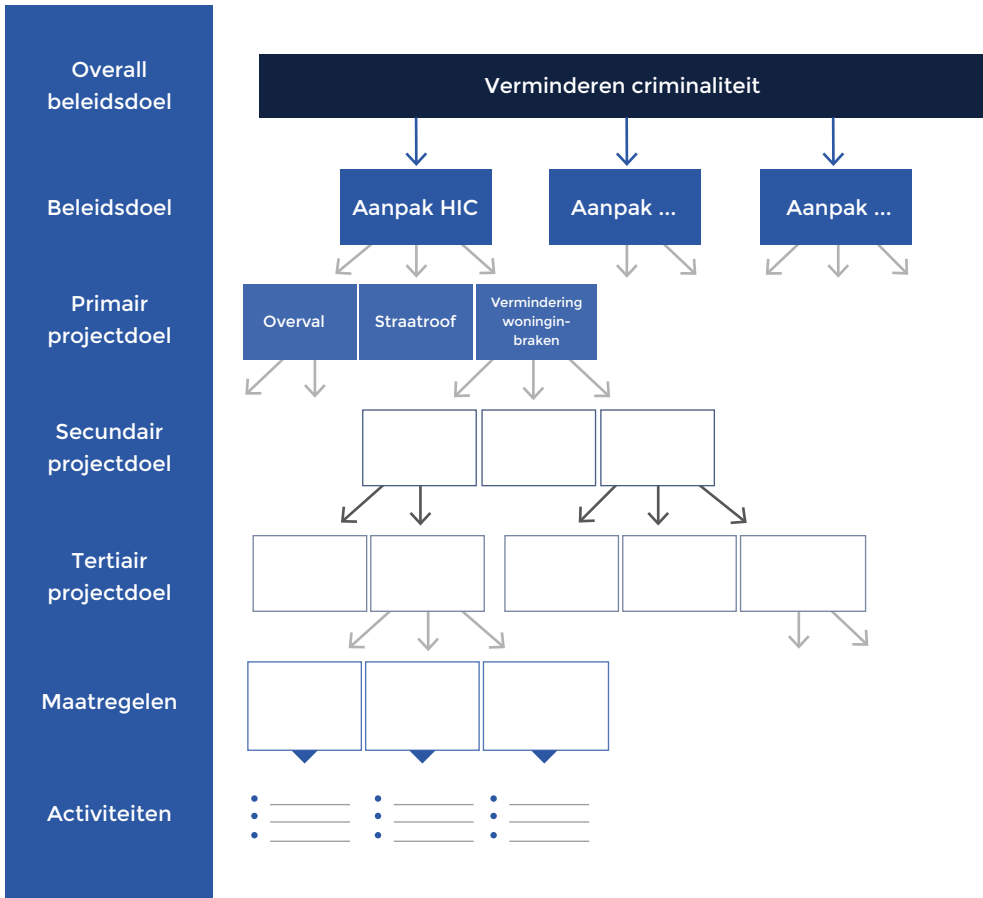 Overall
beleidsdoel
Verminderen criminaliteit
Beleidsdoel
Aanpak HIC
Aanpak ...
Aanpak ...
Primair
projectdoel
Overval
Straatroof
Vermindering
woningin-
braken
Secundair
projectdoel
Tertiair
projectdoel
Maatregelen
Activiteiten